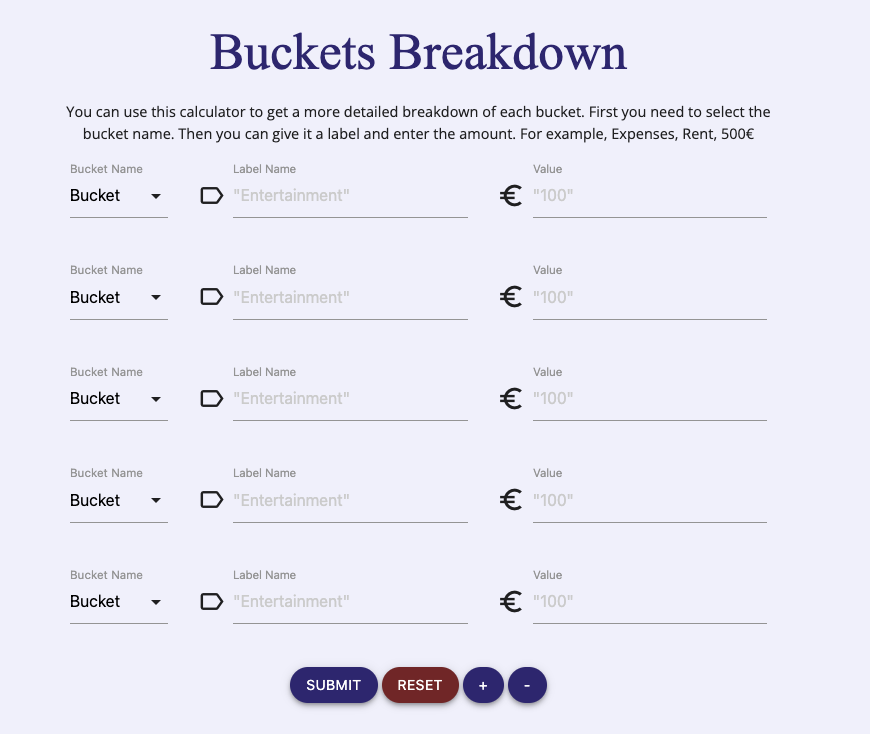 Buckets Breakdown
You can use this calculator to get a more detailed breakdown of each bucket. First you need to select the
bucket name. Then you can give it a label and enter the amount. For example, Expenses, Rent, 500€
Bucket Name Label Name Value
Bucket "Entertainment" € "100"
Bucket Name Label Name Value
Bucket "Entertainment" € "100"
Bucket Name Label Name Value
Bucket "Entertainment" € "100"
Bucket Name Label Name Value
Bucket "Entertainment" € "100"
Bucket Name Label Name Value
Bucket "Entertainment" € "100"
SUBMIT RESET + -